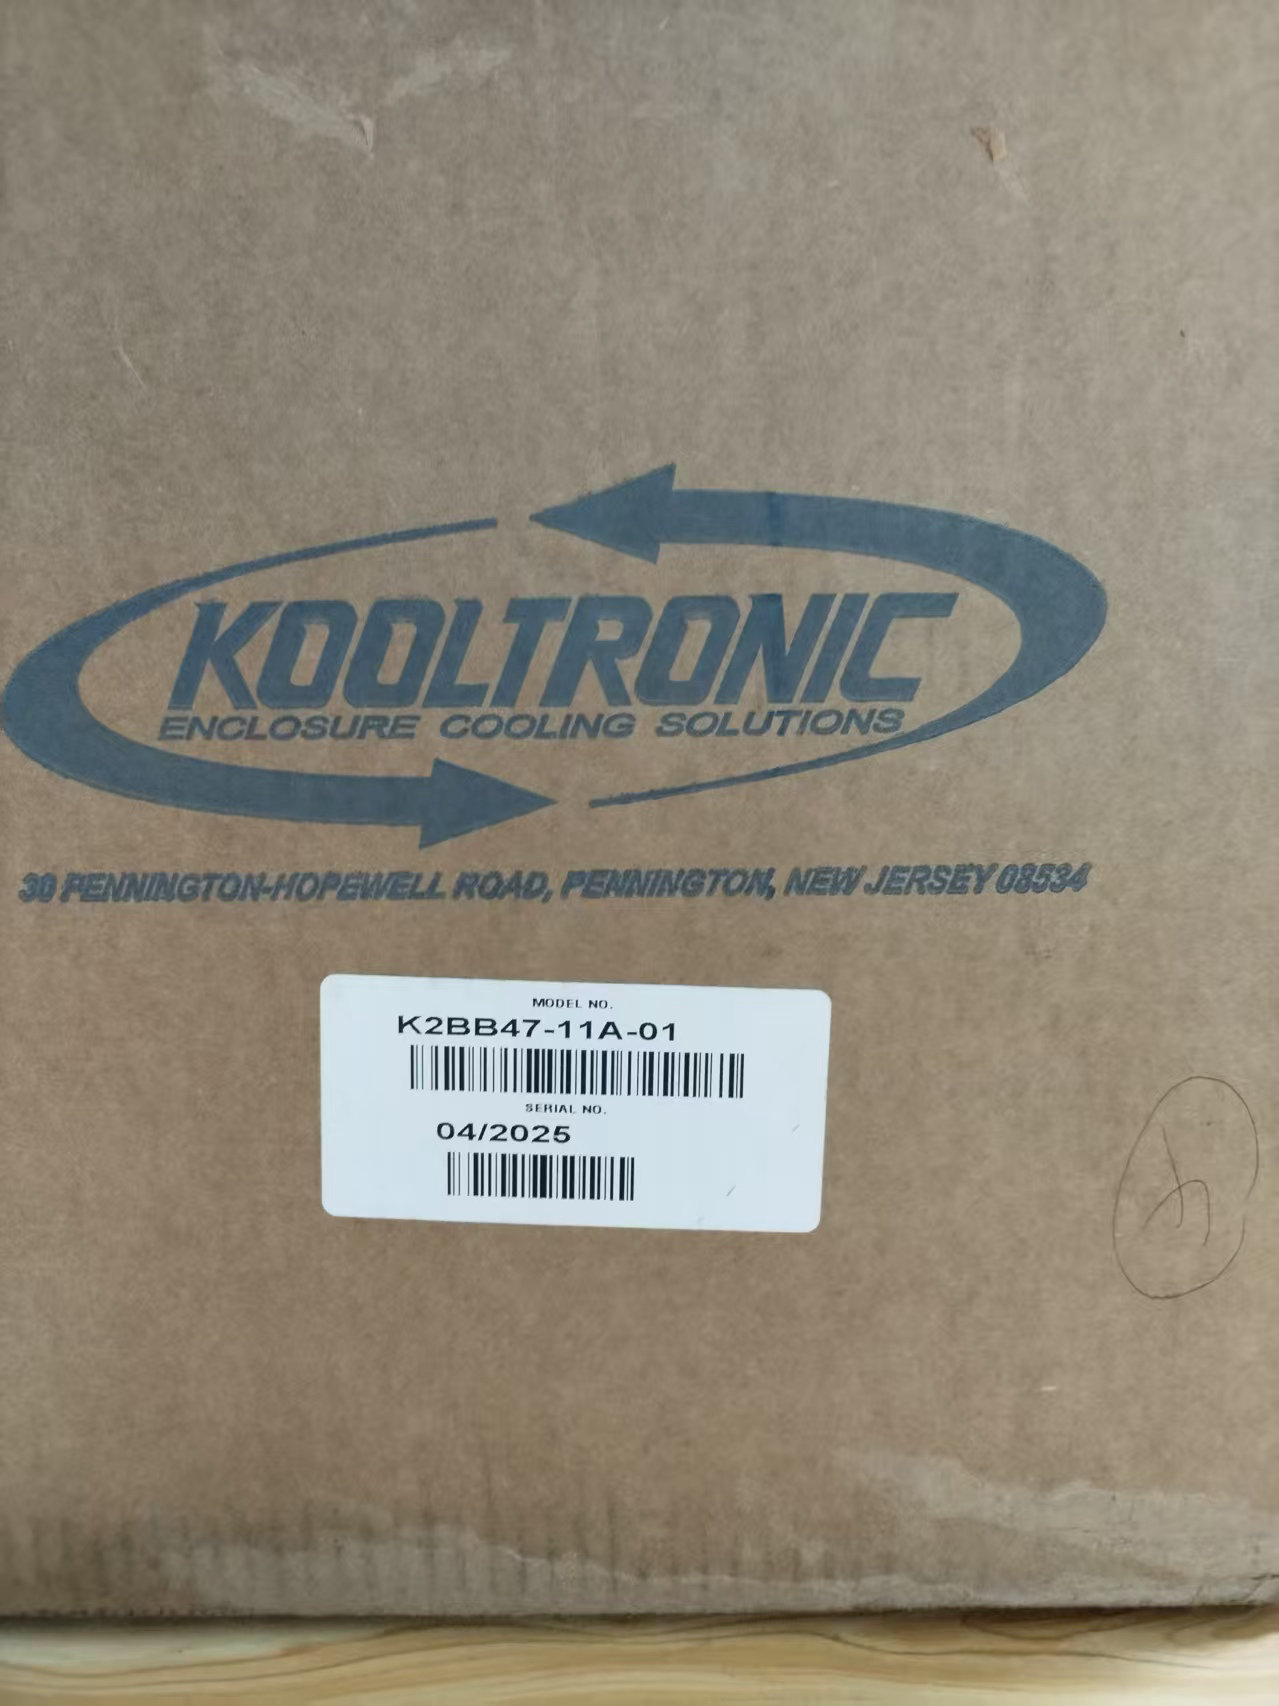 KOOLTRONIC
ENCLOSURE COOLING SOLUTIONS
30 PENNINGTON-HOPEWELL ROAD, PENNINGTON, NEW JERSEY 08534
MODEL NO.
K2BB47-11A-01
SERIAL NO.
04/2025